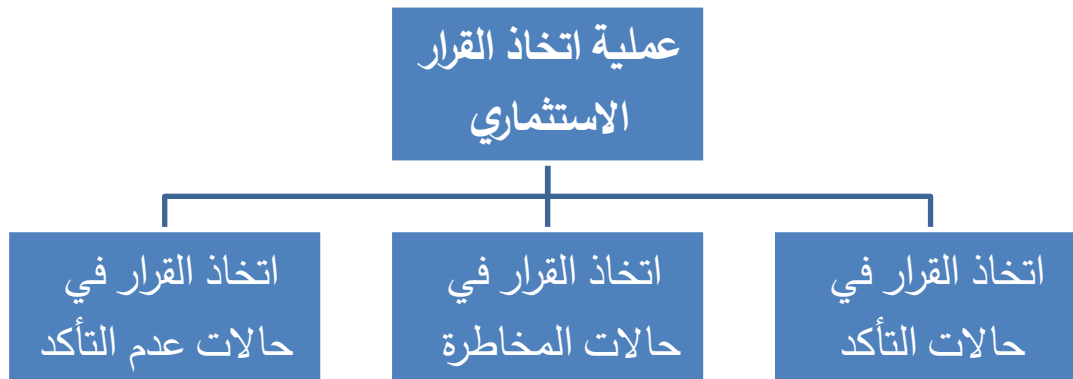 عملية اتخاذ القرار
الاستثماري
اتخاذ القرار في
حالات التأكد
اتخاذ القرار في
حالات المخاطرة
اتخاذ القرار في
حالات عدم التأكد